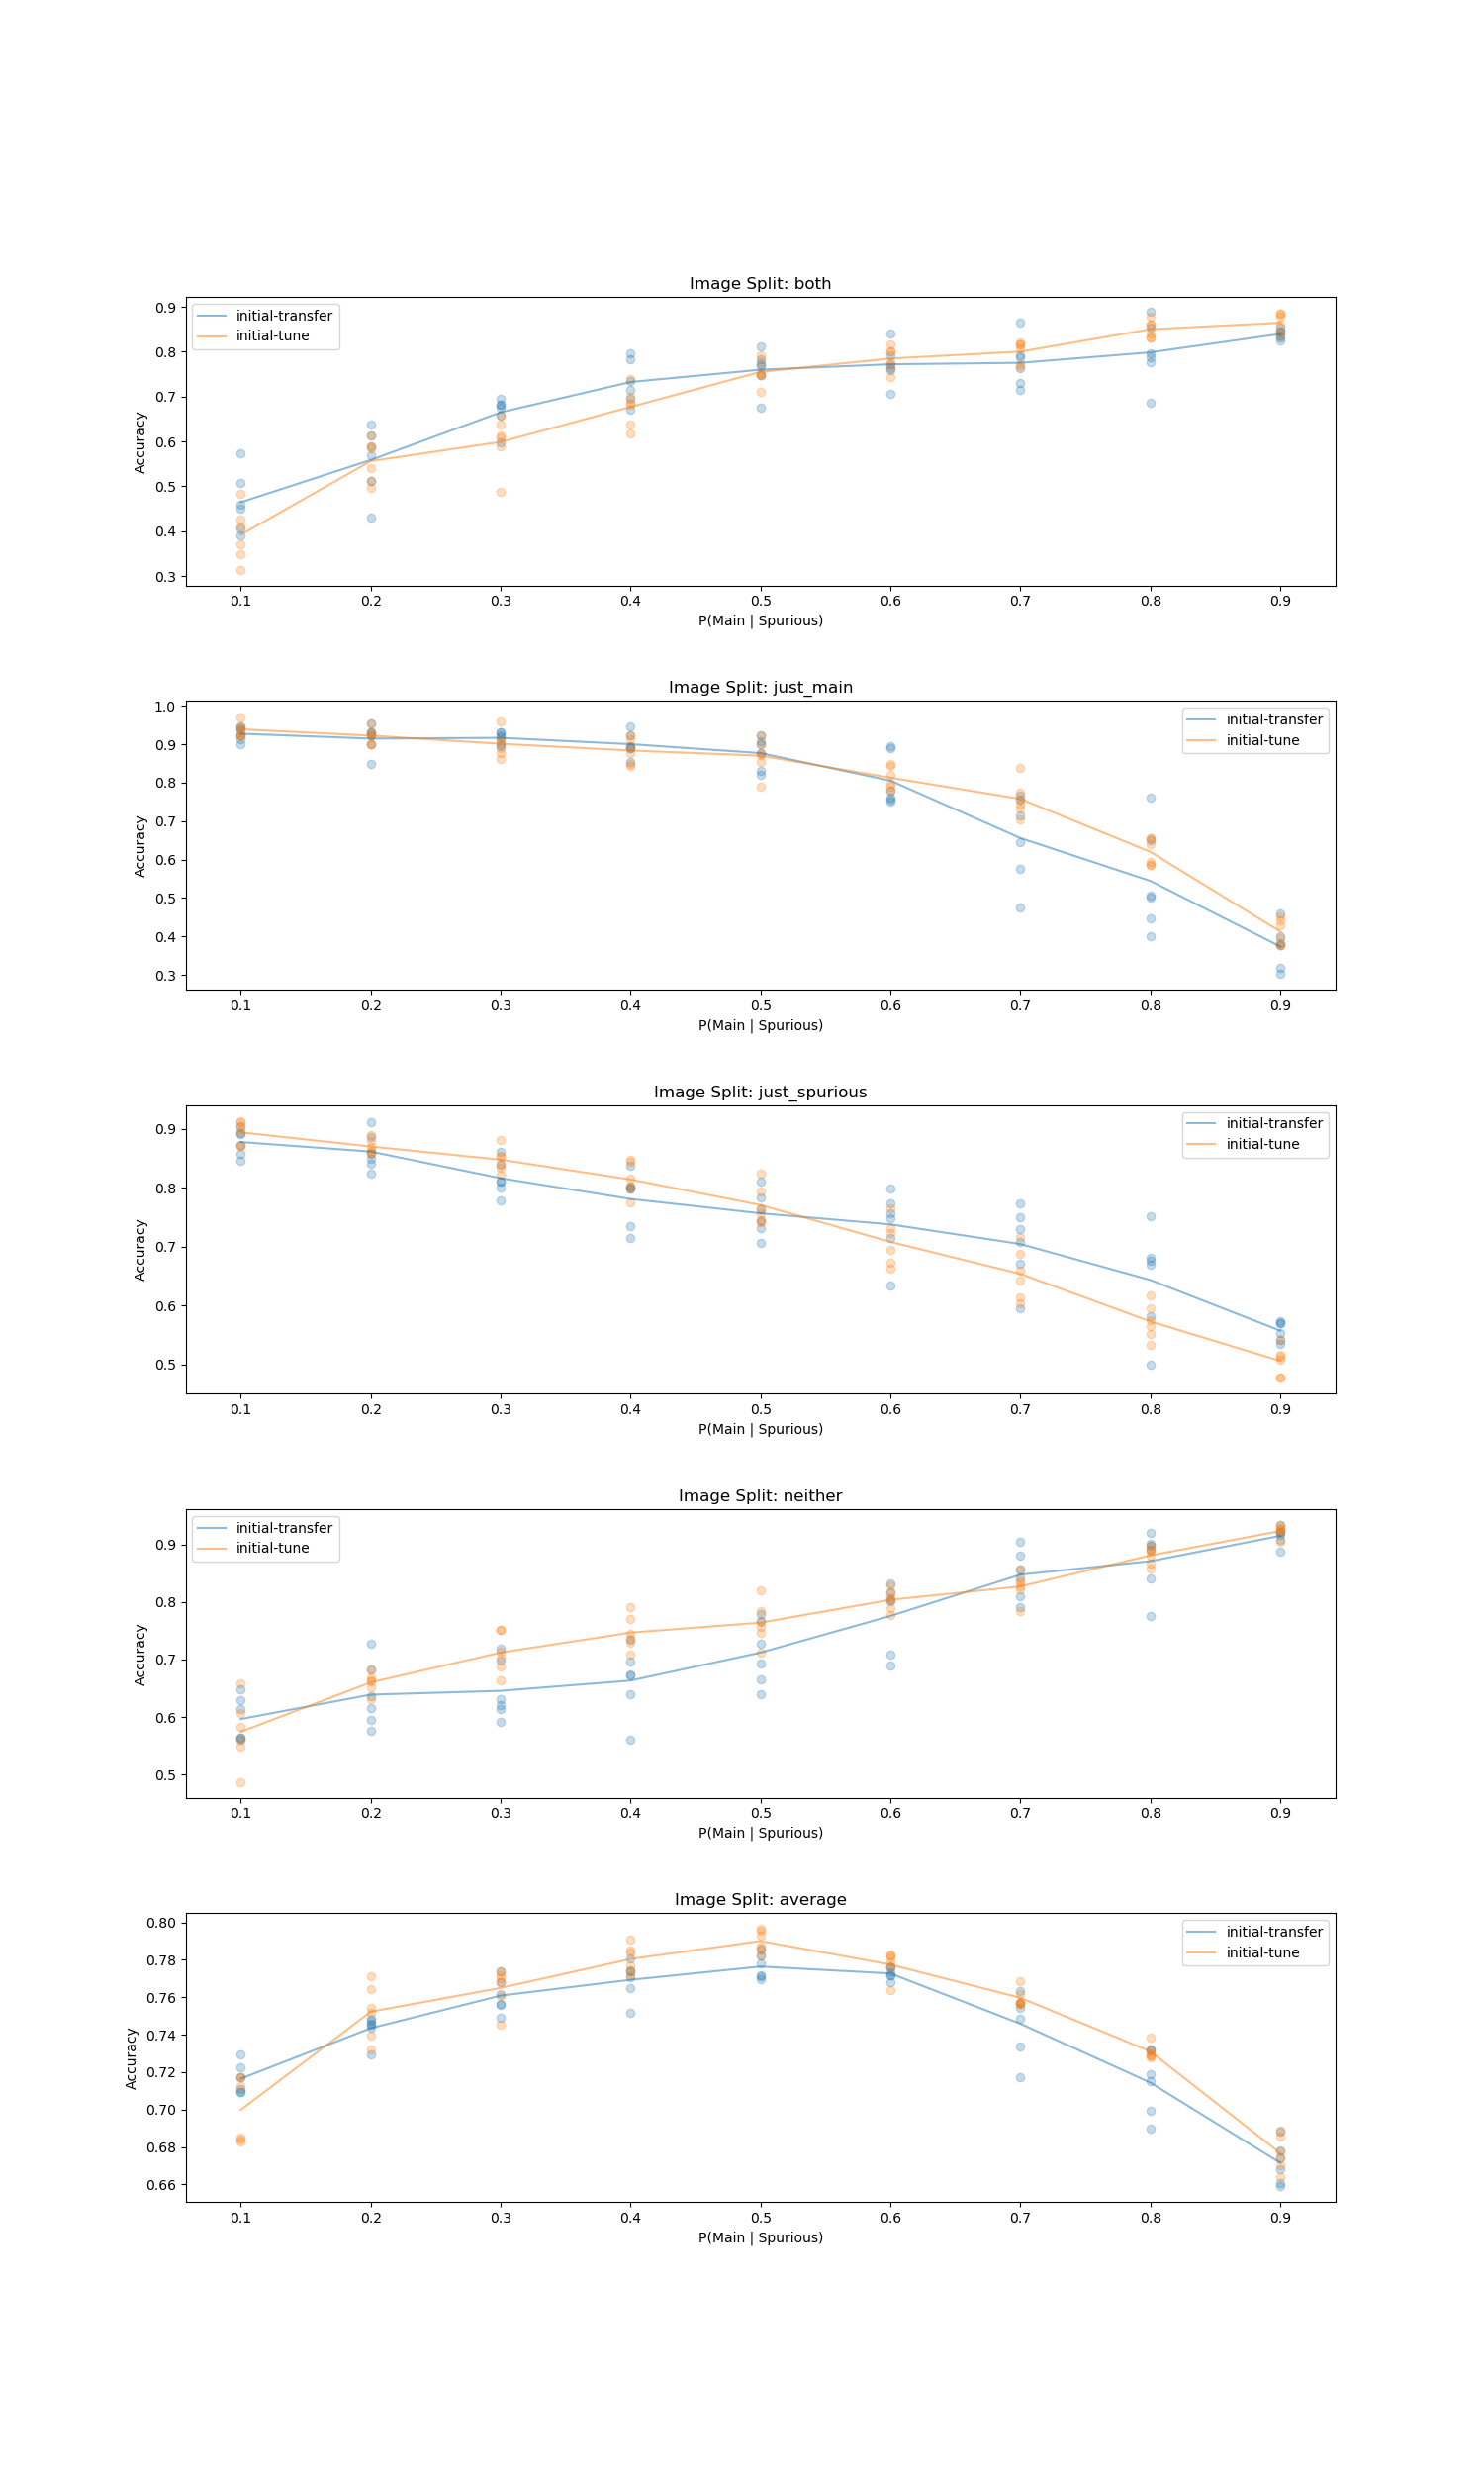 Image Split: both
initial-transfer
initial-tune
Accuracy
0.9
0.8
0.7
0.6
0.5
0.4
0.3
0.1 0.2 0.3 0.4 0.5 0.6 0.7 0.8 0.9
P(Main | Spurious)
Image Split: just_main
initial-transfer
initial-tune
Accuracy
1.0
0.9
0.8
0.7
0.6
0.5
0.4
0.3
0.1 0.2 0.3 0.4 0.5 0.6 0.7 0.8 0.9
P(Main | Spurious)
Image Split: just_spurious
initial-transfer
initial-tune
Accuracy
0.9
0.8
0.7
0.6
0.5
0.1 0.2 0.3 0.4 0.5 0.6 0.7 0.8 0.9
P(Main | Spurious)
Image Split: neither
initial-transfer
initial-tune
Accuracy
0.9
0.8
0.7
0.6
0.5
0.1 0.2 0.3 0.4 0.5 0.6 0.7 0.8 0.9
P(Main | Spurious)
Image Split: average
initial-transfer
initial-tune
Accuracy
0.80
0.78
0.76
0.74
0.72
0.70
0.68
0.66
0.1 0.2 0.3 0.4 0.5 0.6 0.7 0.8 0.9
P(Main | Spurious)